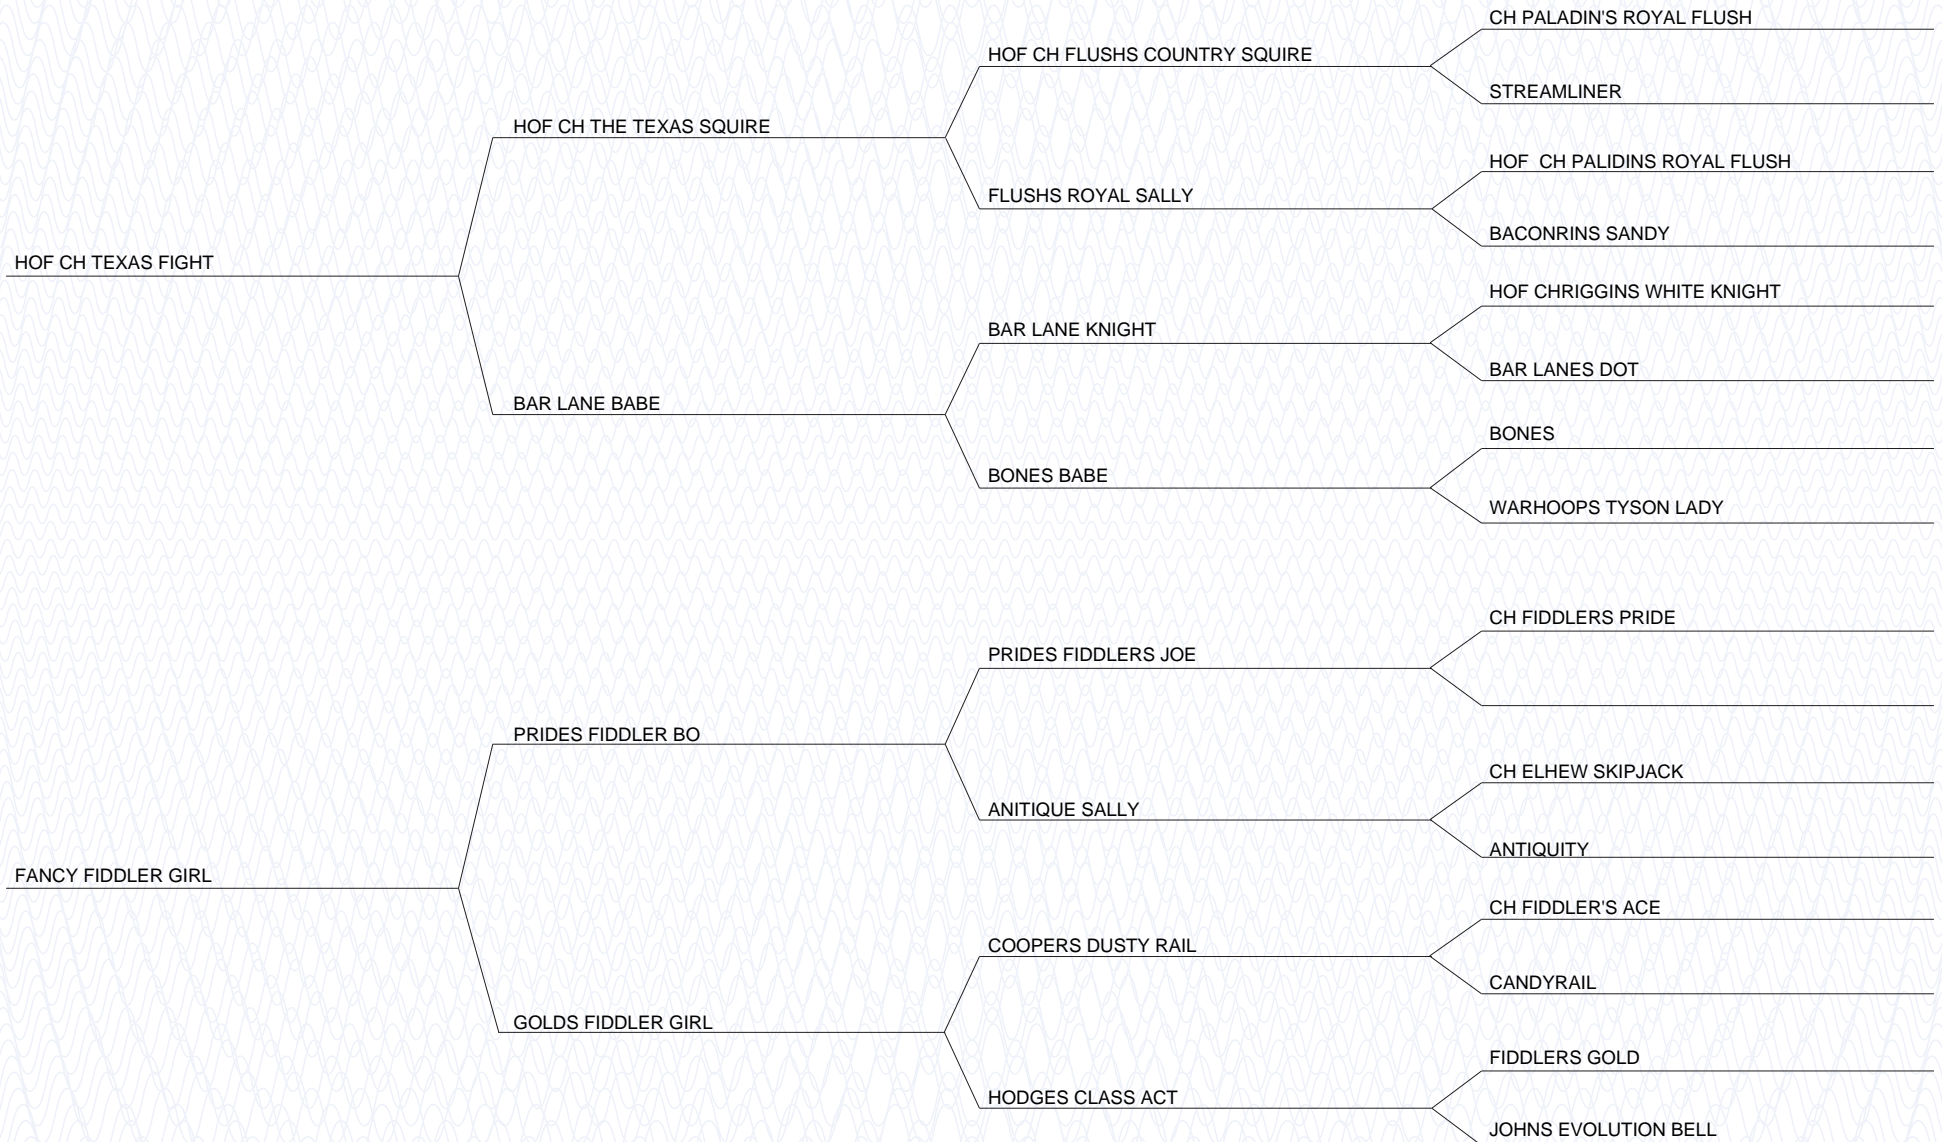 CH PALADIN'S ROYAL FLUSH
HOF CH FLUSHS COUNTRY SQUIRE
STREAMLINER
HOF CH THE TEXAS SQUIRE
HOF  CH PALIDINS ROYAL FLUSH
FLUSHS ROYAL SALLY
BACONRINS SANDY
HOF CH TEXAS FIGHT
HOF CHRIGGINS WHITE KNIGHT
BAR LANE KNIGHT
BAR LANES DOT
BAR LANE BABE
BONES
BONES BABE
WARHOOPS TYSON LADY
CH FIDDLERS PRIDE
PRIDES FIDDLERS JOE
PRIDES FIDDLER BO
CH ELHEW SKIPJACK
ANITIQUE SALLY
ANTIQUITY
FANCY FIDDLER GIRL
CH FIDDLER'S ACE
COOPERS DUSTY RAIL
CANDYRAIL
GOLDS FIDDLER GIRL
FIDDLERS GOLD
HODGES CLASS ACT
JOHNS EVOLUTION BELL